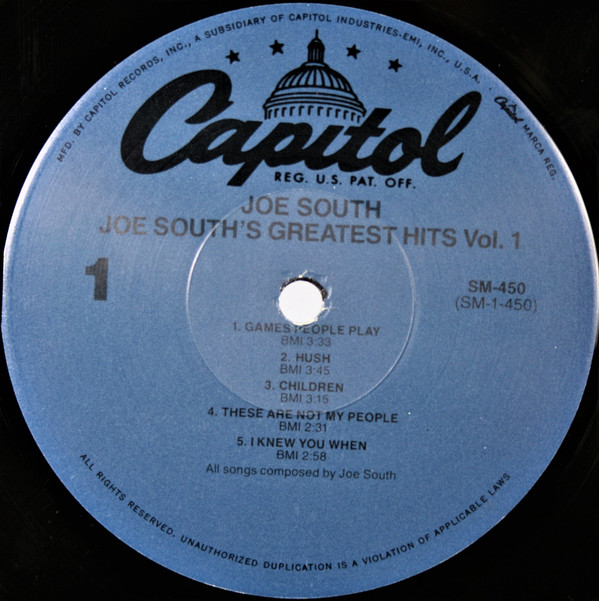 MFD. BY CAPITOL RECORDS, INC., A SUBSIDIARY OF CAPITOL INDUSTRIES-EMI, INC., U.S.A. · Capitol MARCA REG.
Capitol
REG. U.S. PAT. OFF.
JOE SOUTH
JOE SOUTH'S GREATEST HITS Vol. 1
1
SM-450
(SM-1-450)
1. GAMES PEOPLE PLAY
BMI 3:33
2. HUSH
BMI 3:45
3. CHILDREN
BMI 3:15
4. THESE ARE NOT MY PEOPLE
BMI 2:31
5. I KNEW YOU WHEN
BMI 2:58
All songs composed by Joe South
ALL RIGHTS RESERVED. UNAUTHORIZED DUPLICATION IS A VIOLATION OF APPLICABLE LAWS